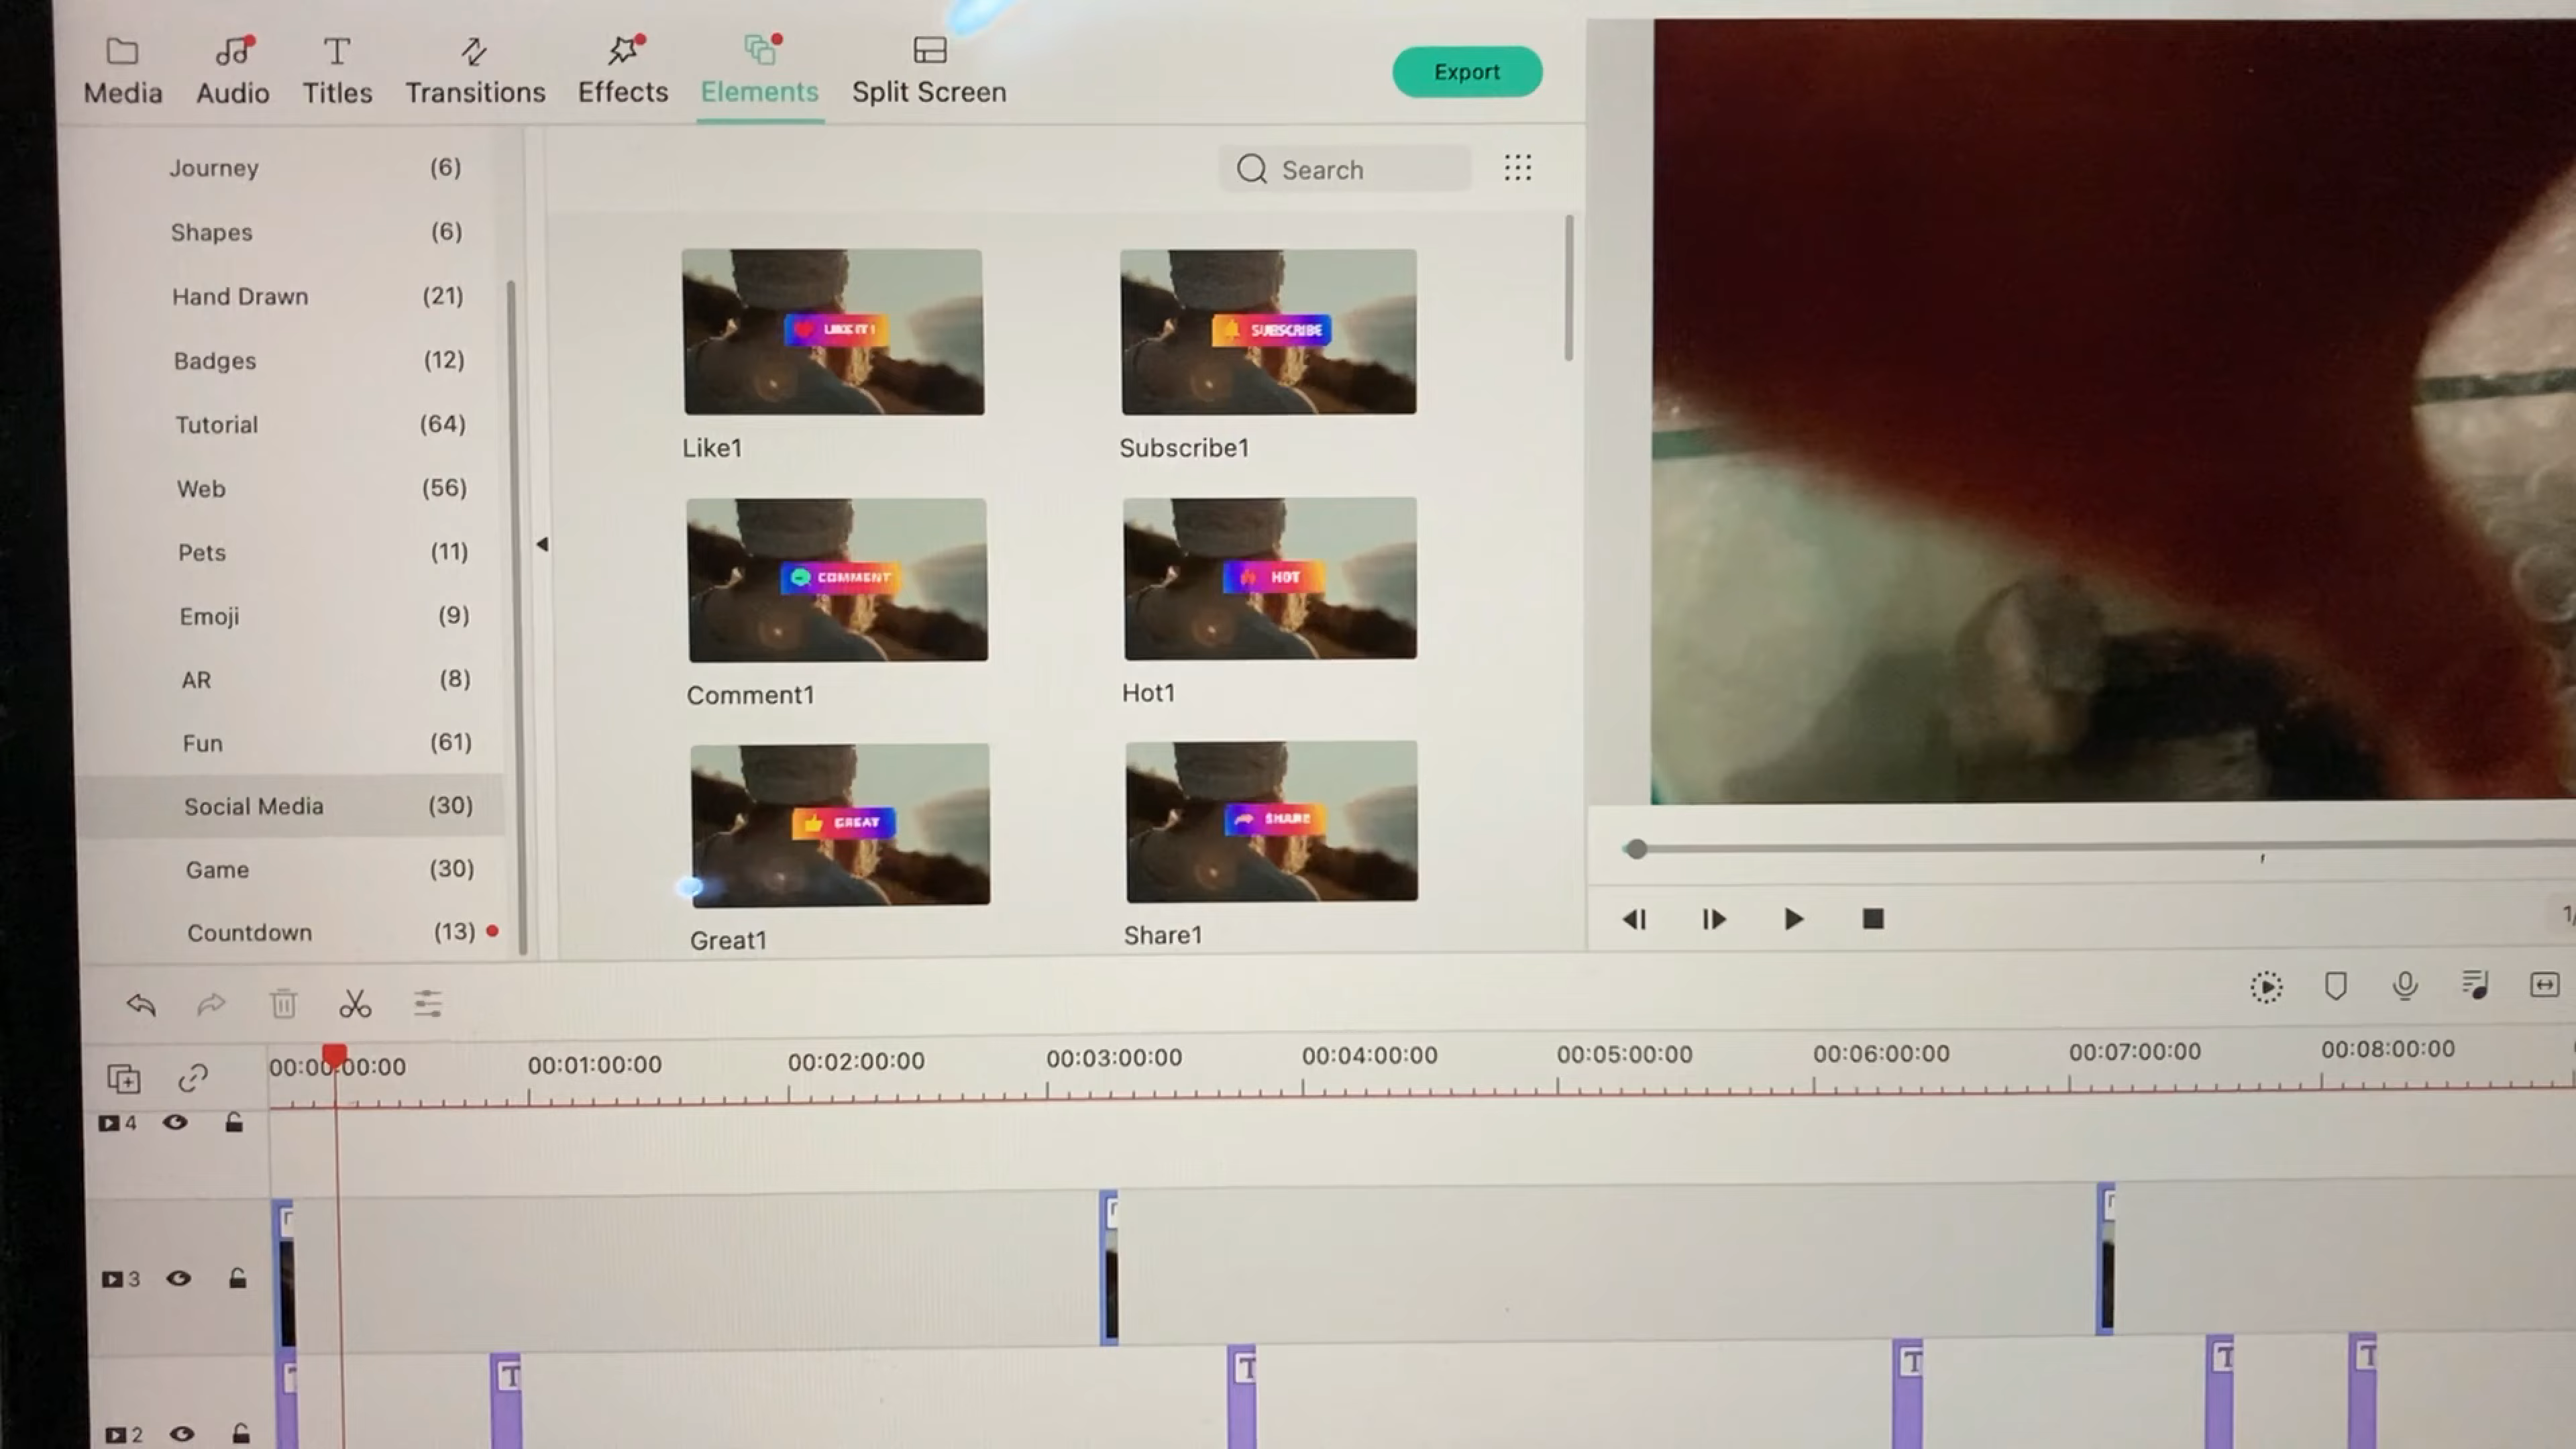 Media Audio Titles Transitions Effects Elements Split Screen
Export
Search
Journey (6)
Shapes (6)
Hand Drawn (21)
Badges (12)
Tutorial (64)
Web (56)
Pets (11)
Emoji (9)
AR (8)
Fun (61)
Social Media (30)
Game (30)
Countdown (13)
LIKE IT!
SUBSCRIBE
Like1 Subscribe1
COMMENT
HOT
Comment1 Hot1
GREAT
SHARE
Great1 Share1
00:01:00:00 00:02:00:00 00:03:00:00 00:04:00:00 00:05:00:00 00:06:00:00 00:07:00:00 00:08:00:00
4
3
2
T T T T T